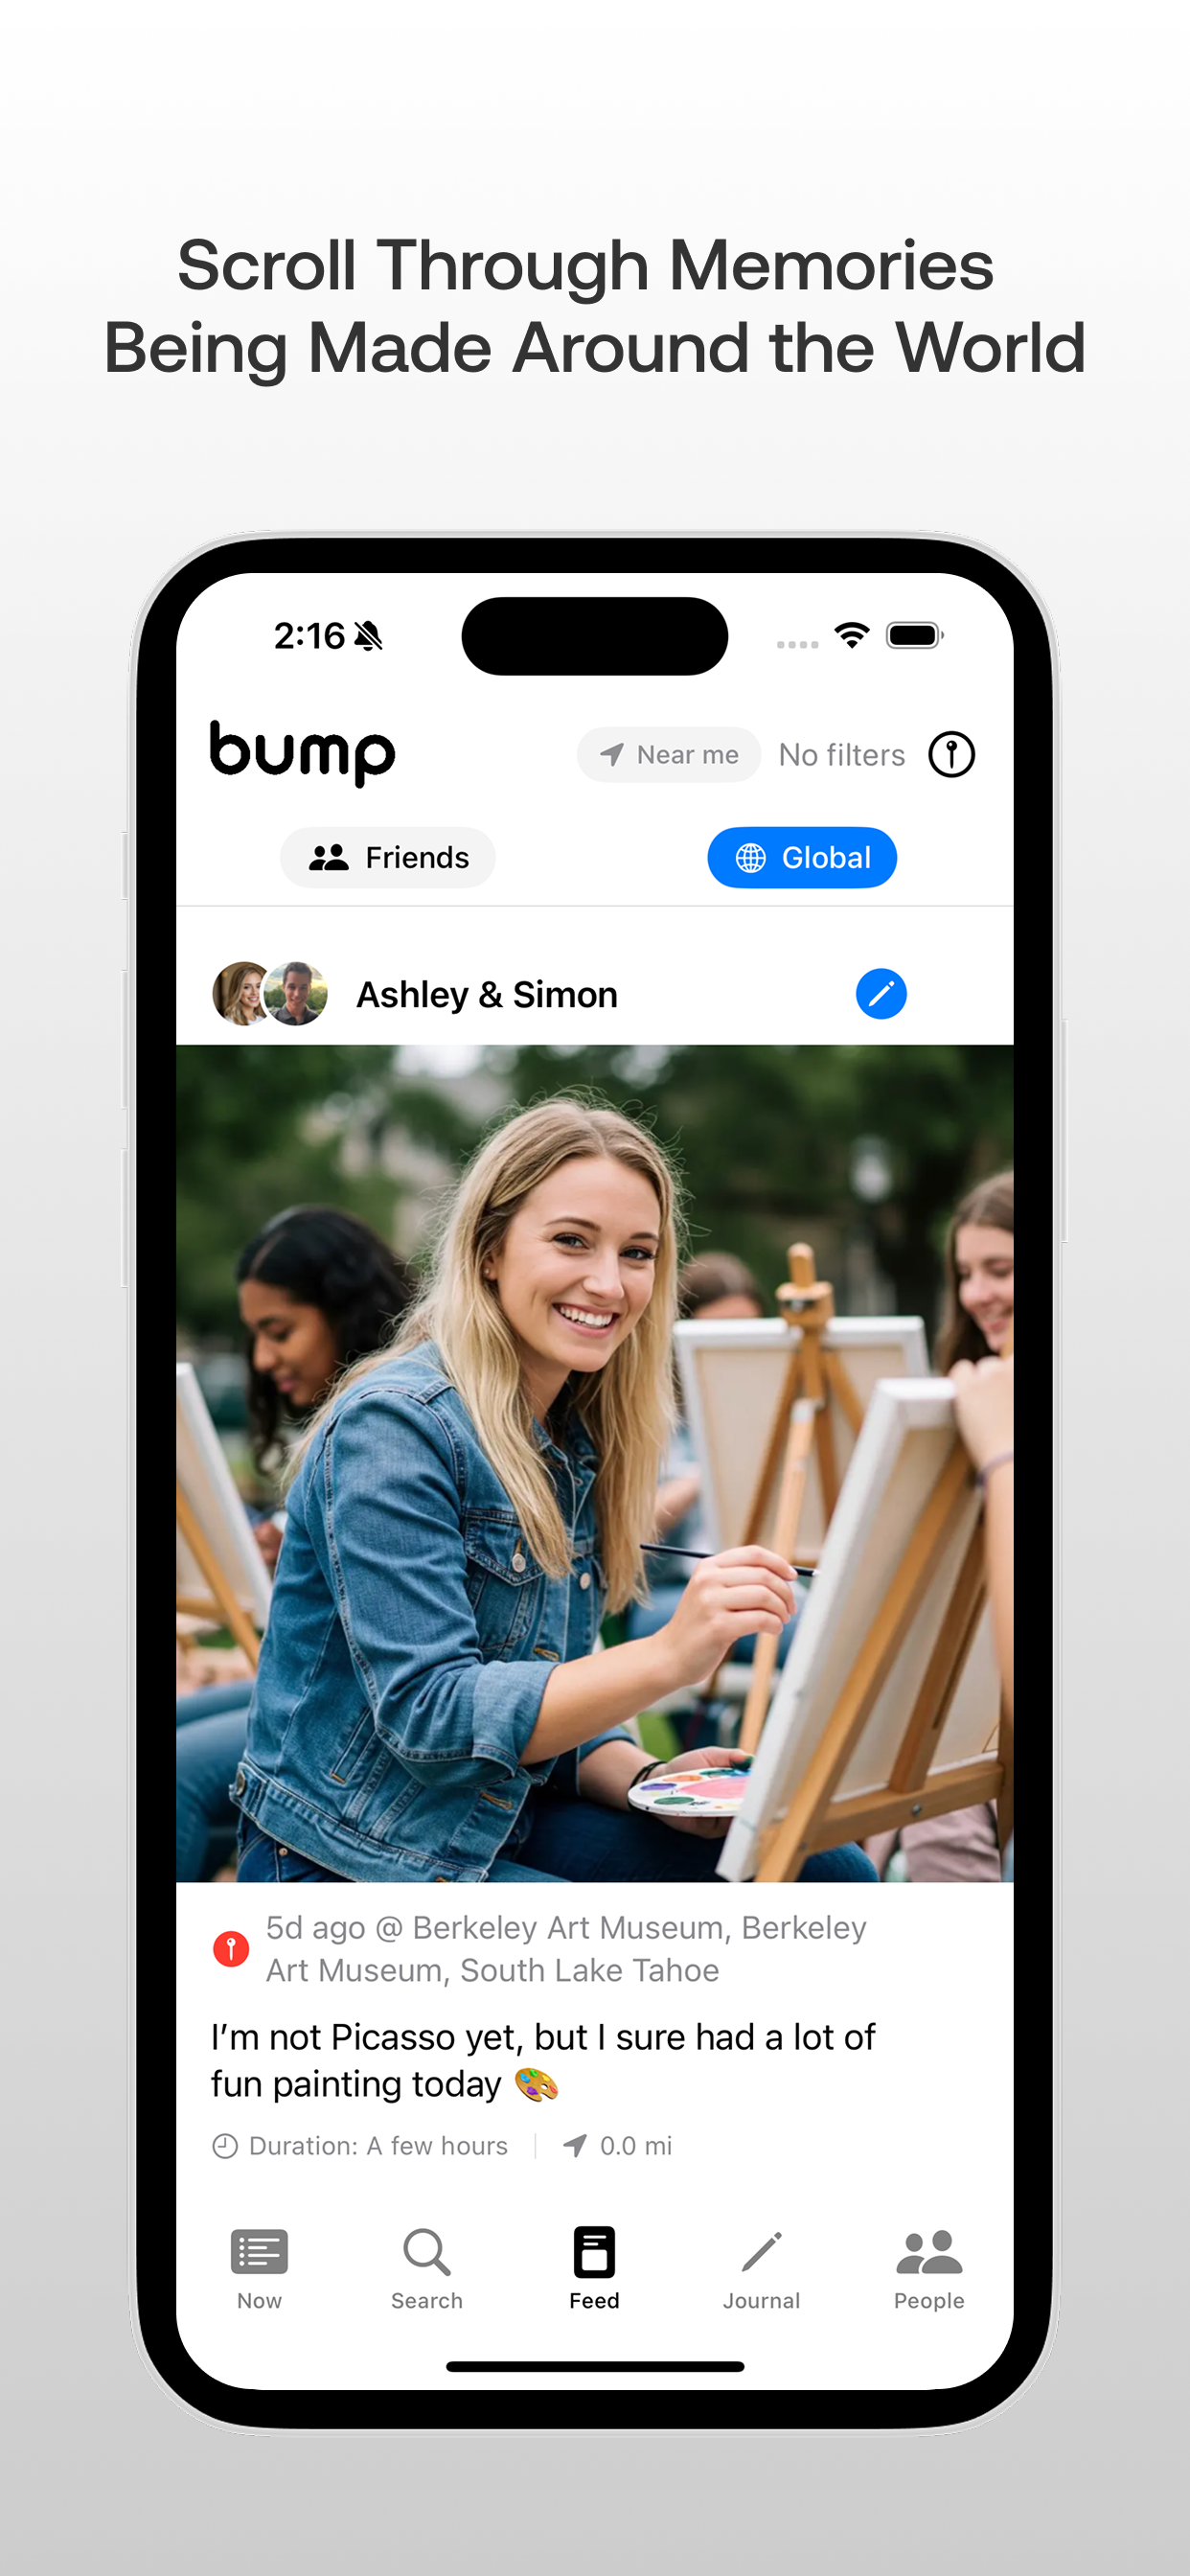 Scroll Through Memories
Being Made Around the World
2:16
bump
Near me
No filters
Friends
Global
Ashley & Simon
5d ago @ Berkeley Art Museum, Berkeley
Art Museum, South Lake Tahoe
I’m not Picasso yet, but I sure had a lot of
fun painting today 🎨
Duration: A few hours
0.0 mi
Now
Search
Feed
Journal
People